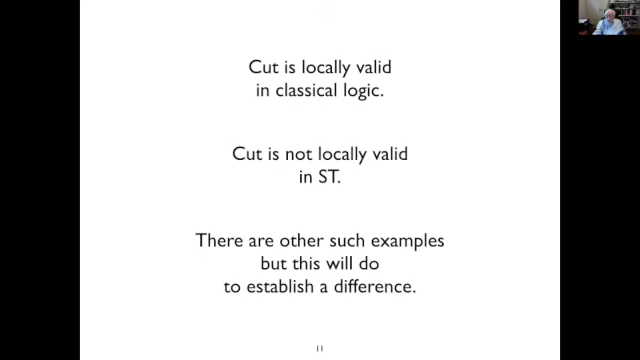 Cut is locally valid
in classical logic.
Cut is not locally valid
in ST.
There are other such examples
but this will do
to establish a difference.
11